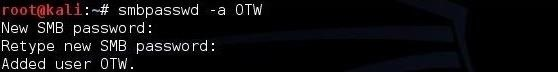 root@kali:~# smbpasswd -a OTW
New SMB password:
Retype new SMB password:
Added user OTW.